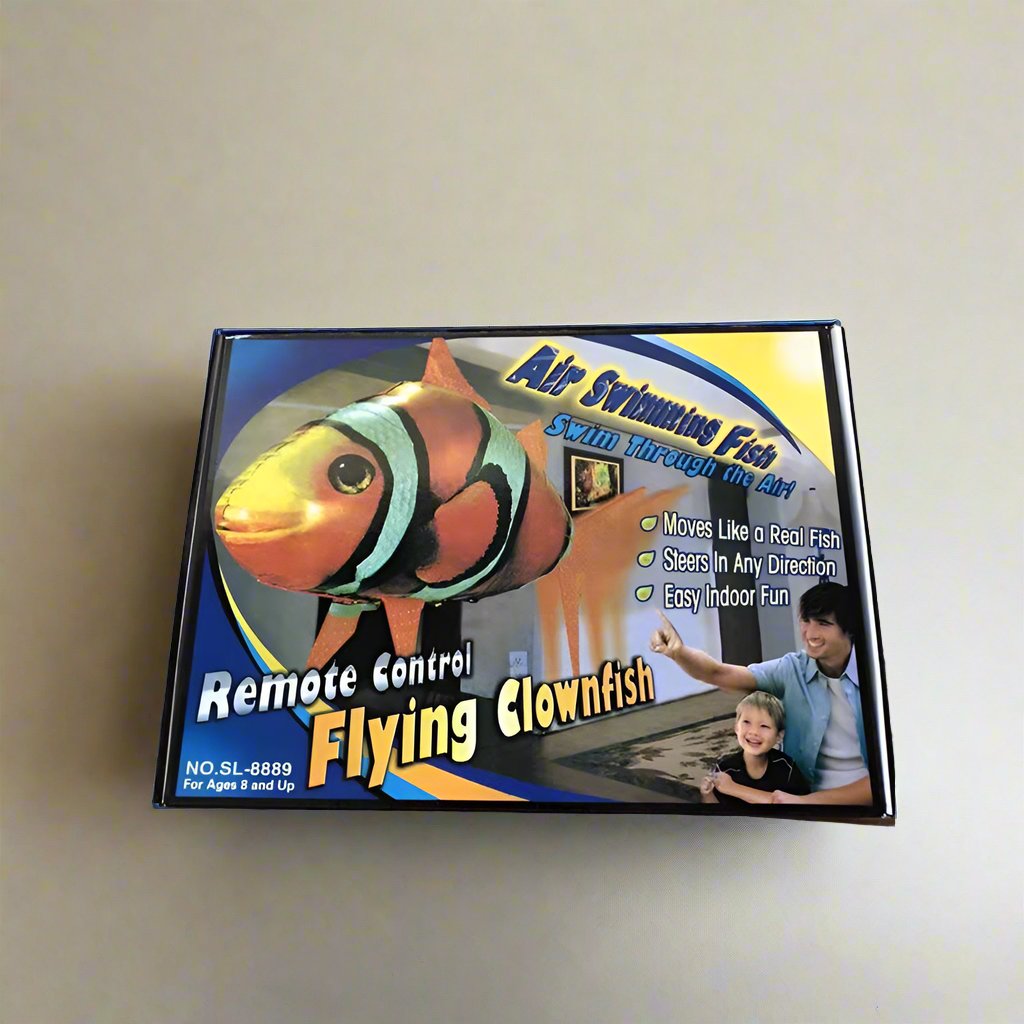 Air Swimming Fish
Swim Through the Air!
Moves Like a Real Fish
Steers In Any Direction
Easy Indoor Fun
Remote Control
Flying Clownfish
NO.SL-8889
For Ages 8 and Up